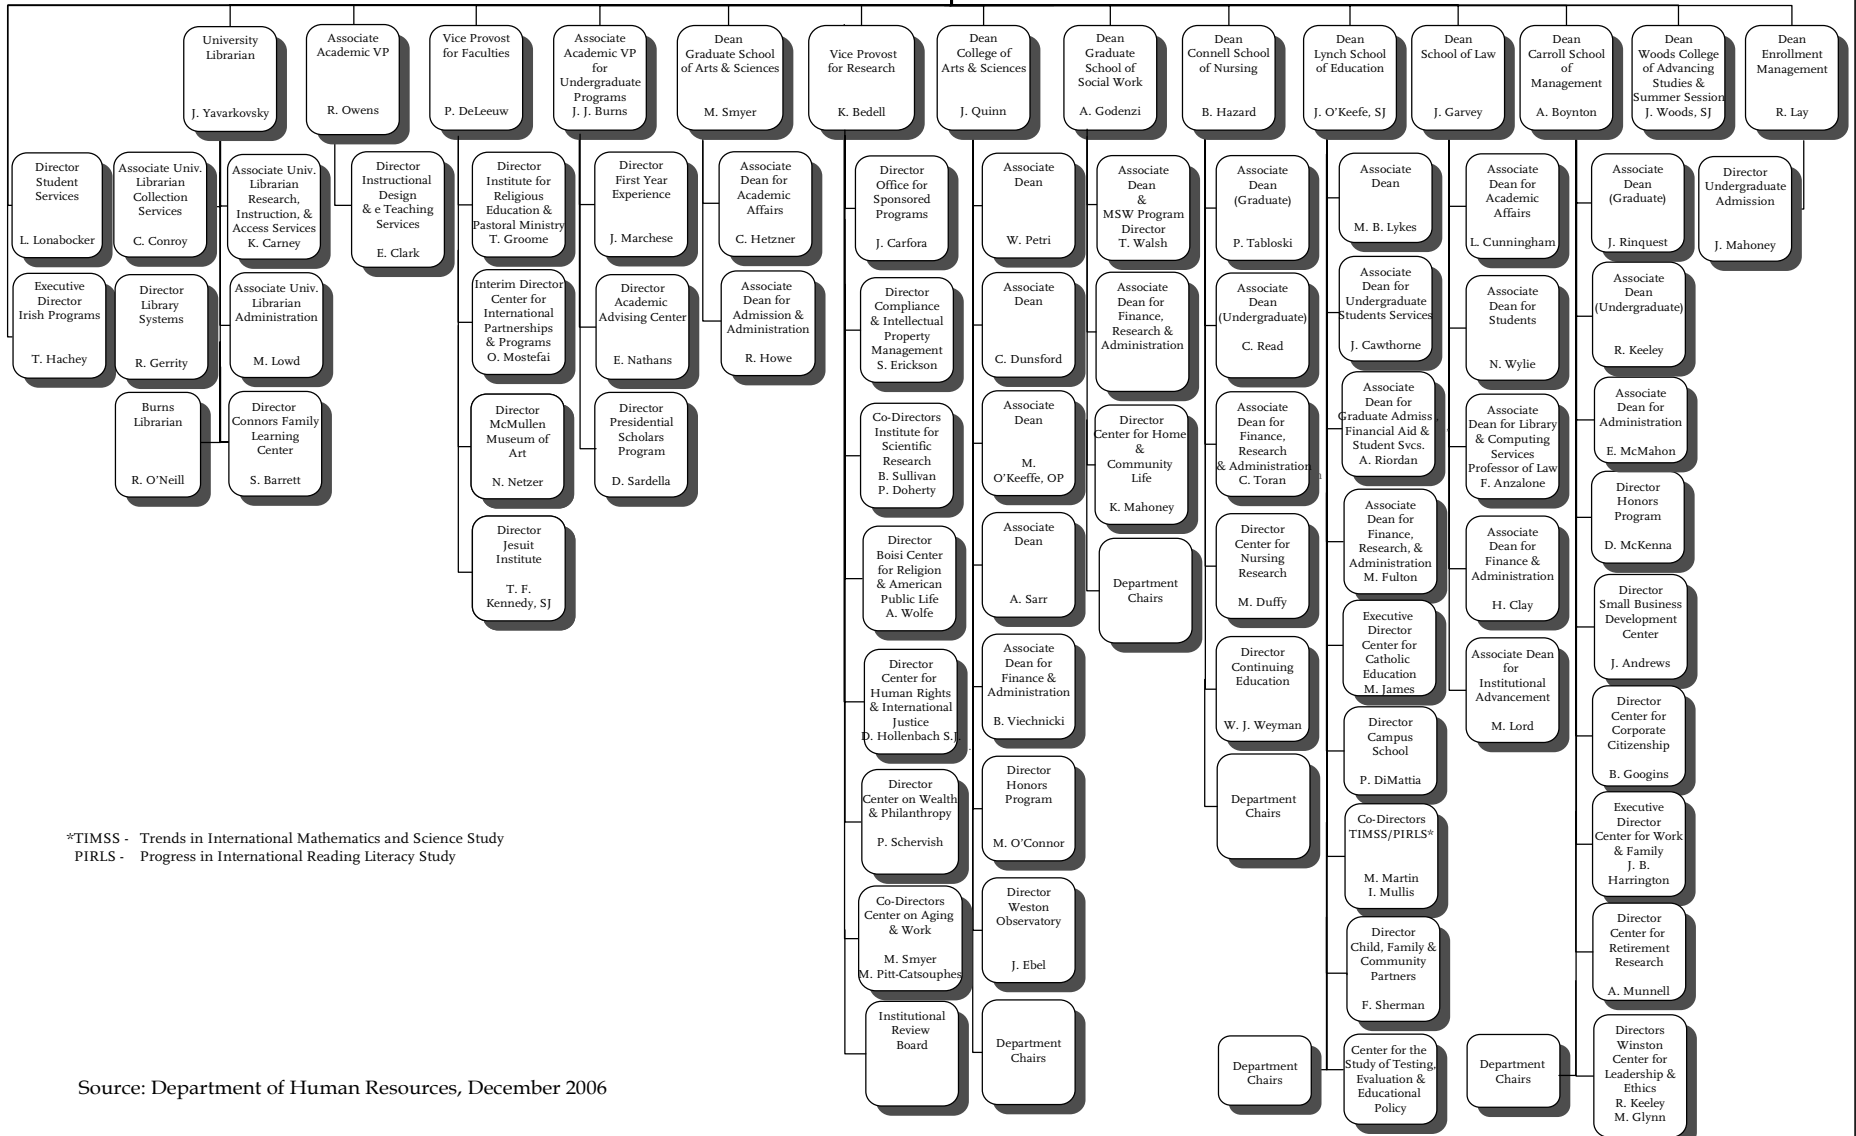 University
Librarian
J. Yavarkovsky
Associate
Academic VP
R. Owens
Vice Provost
for Faculties
P. DeLeeuw
Associate
Academic VP
for
Undergraduate
Programs
J. J. Burns
Dean
Graduate School
of Arts & Sciences
M. Smyer
Vice Provost
for Research
K. Bedell
Dean
College of
Arts & Sciences
J. Quinn
Dean
Graduate
School of
Social Work
A. Godenzi
Dean
Connell School
of Nursing
B. Hazard
Dean
Lynch School
of Education
J. O'Keefe, SJ
Dean
School of Law
J. Garvey
Dean
Carroll School
of
Management
A. Boynton
Dean
Woods College
of Advancing
Studies &
Summer Session
J. Woods, SJ
Dean
Enrollment
Management
R. Lay
Director
Student
Services
L. Lonabocker
Executive
Director
Irish Programs
T. Hachey
Associate Univ.
Librarian
Collection
Services
C. Conroy
Director
Library
Systems
R. Gerrity
Burns
Librarian
R. O'Neill
Associate Univ.
Librarian
Research,
Instruction, &
Access Services
K. Carney
Associate Univ.
Librarian
Administration
M. Lowd
Director
Connors Family
Learning
Center
S. Barrett
Director
Instructional
Design
& e Teaching
Services
E. Clark
Director
Institute for
Religious
Education &
Pastoral Ministry
T. Groome
Interim Director
Center for
International
Partnerships
& Programs
O. Mostefai
Director
McMullen
Museum of
Art
N. Netzer
Director
Jesuit
Institute
T. F.
Kennedy, SJ
Director
First Year
Experience
J. Marchese
Director
Academic
Advising Center
E. Nathans
Director
Presidential
Scholars
Program
D. Sardella
Associate
Dean for
Academic
Affairs
C. Hetzner
Associate
Dean for
Admission &
Administration
R. Howe
Director
Office for
Sponsored
Programs
J. Carfora
Director
Compliance
& Intellectual
Property
Management
S. Erickson
Co-Directors
Institute for
Scientific
Research
B. Sullivan
P. Doherty
Director
Boisi Center
for Religion
& American
Public Life
A. Wolfe
Director
Center for
Human Rights
& International
Justice
D. Hollenbach S.J.
Director
Center on Wealth
& Philanthropy
P. Schervish
Co-Directors
Center on Aging
& Work
M. Smyer
M. Pitt-Catsouphes
Institutional
Review
Board
Associate
Dean
W. Petri
Associate
Dean
C. Dunsford
Associate
Dean
M.
O'Keeffe, OP
Associate
Dean
A. Sarr
Associate
Dean for
Finance &
Administration
B. Viechnicki
Director
Honors
Program
M. O'Connor
Director
Weston
Observatory
J. Ebel
Department
Chairs
Associate
Dean
&
MSW Program
Director
T. Walsh
Associate
Dean for
Finance,
Research &
Administration
Director
Center for Home
&
Community
Life
K. Mahoney
Department
Chairs
Associate
Dean
(Graduate)
P. Tabloski
Associate
Dean
(Undergraduate)
C. Read
Associate
Dean for
Finance,
Research
& Administration
C. Toran
Director
Center for
Nursing
Research
M. Duffy
Director
Continuing
Education
W. J. Weyman
Department
Chairs
Associate
Dean
M. B. Lykes
Associate
Dean for
Undergraduate
Students Services
J. Cawthorne
Associate
Dean for
Graduate Admiss.,
Financial Aid &
Student Svcs.
A. Riordan
Associate
Dean for
Finance,
Research, &
Administration
M. Fulton
Executive
Director
Center for
Catholic
Education
M. James
Director
Campus
School
P. DiMattia
Co-Directors
TIMSS/PIRLS*
M. Martin
I. Mullis
Director
Child, Family &
Community
Partners
F. Sherman
Department
Chairs
Center for the
Study of Testing,
Evaluation &
Educational
Policy
Associate
Dean for
Academic
Affairs
L. Cunningham
Associate
Dean for
Students
N. Wylie
Associate
Dean for Library
& Computing
Services
Professor of Law
F. Anzalone
Associate
Dean for
Finance &
Administration
H. Clay
Associate Dean
for
Institutional
Advancement
M. Lord
Associate
Dean
(Graduate)
J. Rinquest
Associate
Dean
(Undergraduate)
R. Keeley
Associate
Dean for
Administration
E. McMahon
Director
Honors
Program
D. McKenna
Director
Small Business
Development
Center
J. Andrews
Director
Center for
Corporate
Citizenship
B. Googins
Executive
Director
Center for Work
& Family
J. B.
Harrington
Director
Center for
Retirement
Research
A. Munnell
Department
Chairs
Directors
Winston
Center for
Leadership &
Ethics
R. Keeley
M. Glynn
Director
Undergraduate
Admission
J. Mahoney
*TIMSS - Trends in International Mathematics and Science Study
PIRLS - Progress in International Reading Literacy Study
Source: Department of Human Resources, December 2006